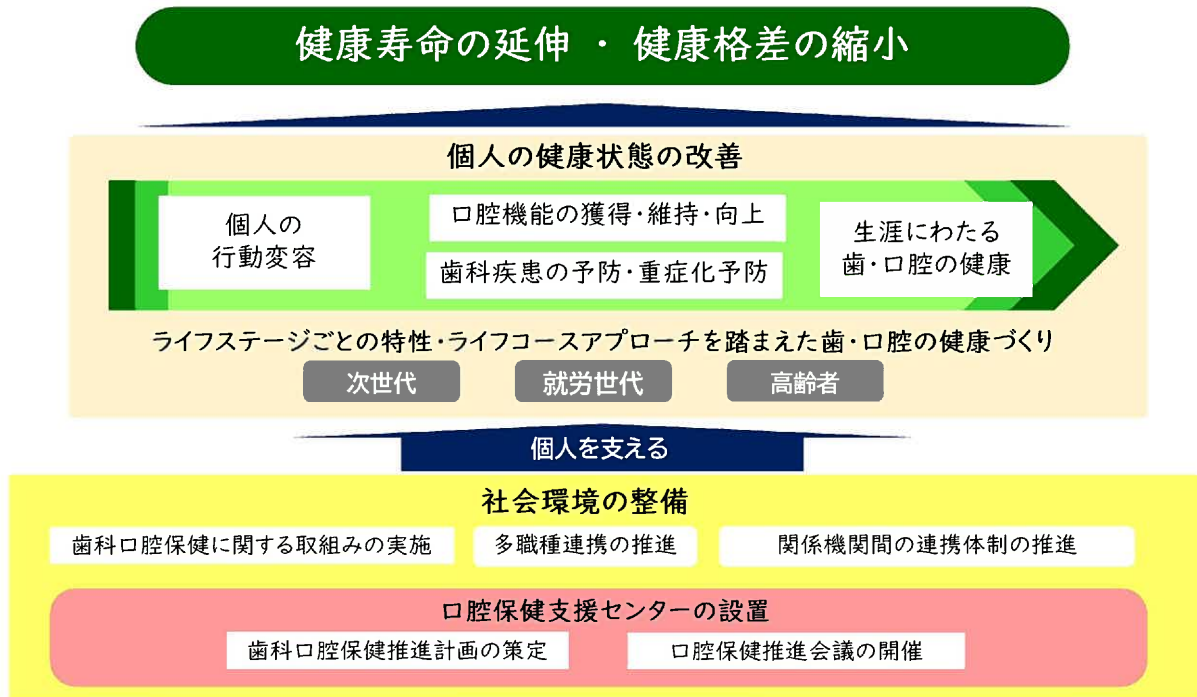 健康寿命の延伸 ・ 健康格差の縮小
個人の健康状態の改善
個人の
行動変容
口腔機能の獲得・維持・向上
歯科疾患の予防・重症化予防
生涯にわたる
歯・口腔の健康
ライフステージごとの特性・ライフコースアプローチを踏まえた歯・口腔の健康づくり
次世代
就労世代
高齢者
個人を支える
社会環境の整備
歯科口腔保健に関する取組みの実施
多職種連携の推進
関係機関間の連携体制の推進
口腔保健支援センターの設置
歯科口腔保健推進計画の策定
口腔保健推進会議の開催